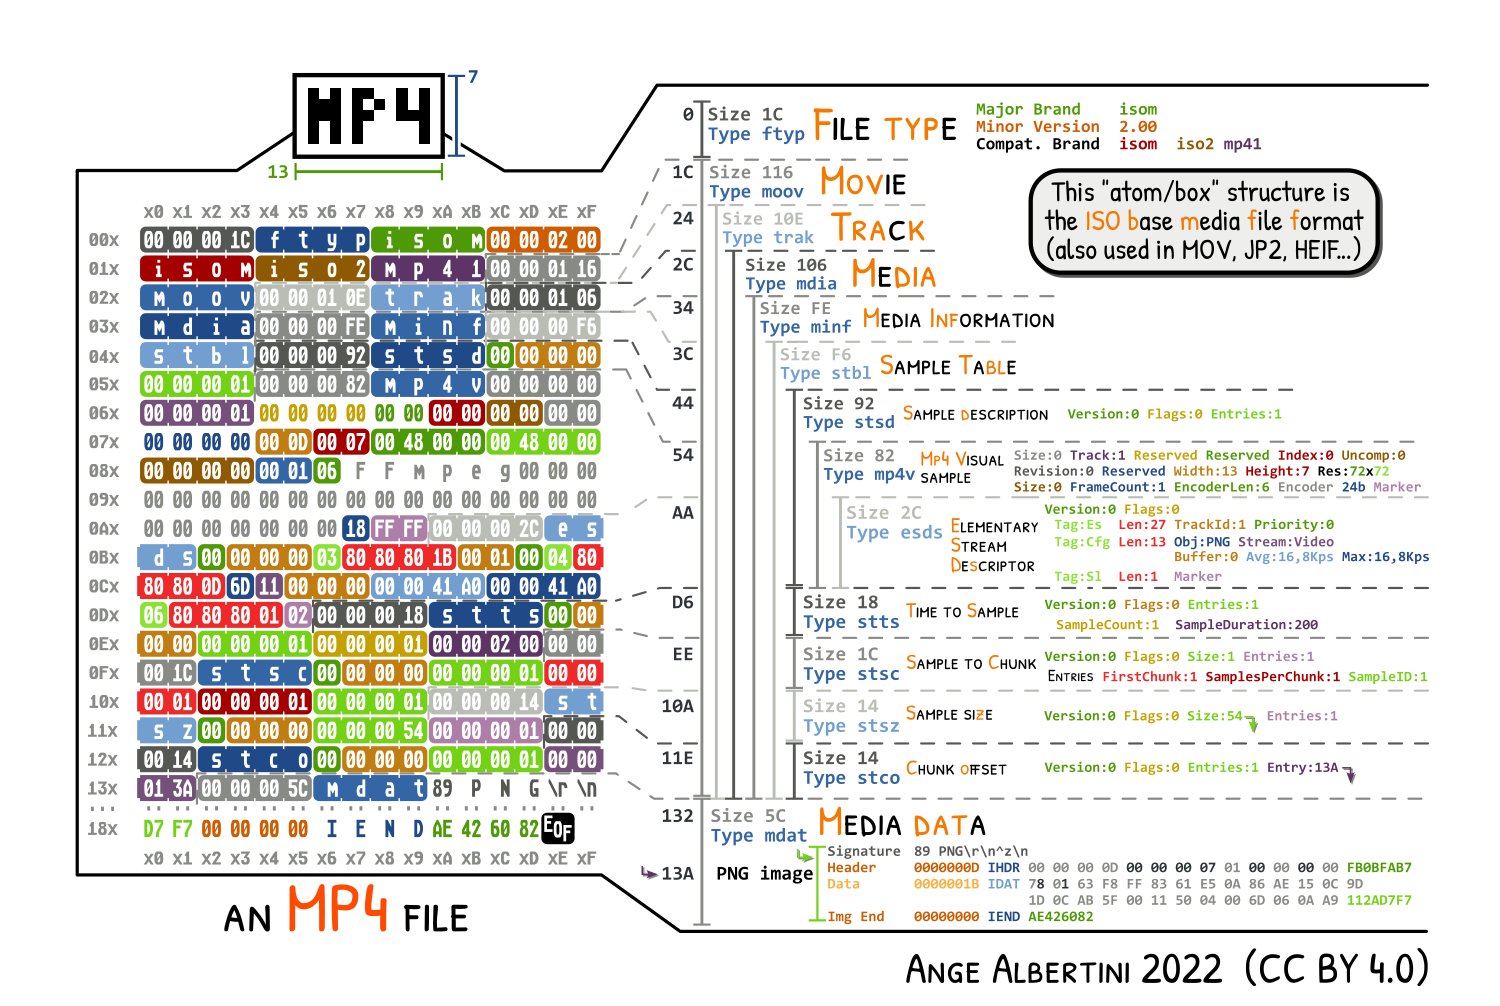 MP4
7
13
x0 x1 x2 x3 x4 x5 x6 x7 x8 x9 xA xB xC xD xE xF
00x 00 00 00 1C f t y p i s o m 00 00 02 00
01x i s o m i s o 2 m p 4 1 00 00 01 16
02x m o o v 00 00 01 0E t r a k 00 00 01 06
03x m d i a 00 00 00 FE m i n f 00 00 00 F6
04x s t b l 00 00 00 92 s t s d 00 00 00 00
05x 00 00 00 01 00 00 00 82 m p 4 v 00 00 00 00
06x 00 00 00 01 00 00 00 00 00 00 00 00 00 00 00 00
07x 00 00 00 00 00 0D 00 07 00 48 00 00 00 48 00 00
08x 00 00 00 00 00 01 06 F F m p e g 00 00 00
09x 00 00 00 00 00 00 00 00 00 00 00 00 00 00 00 00
0Ax 00 00 00 00 00 00 00 18 FF FF 00 00 00 2C e s
0Bx d s 00 00 00 00 03 80 80 80 1B 00 01 00 04 80
0Cx 80 80 0D 6D 11 00 00 00 00 00 41 A0 00 00 41 A0
0Dx 06 80 80 80 01 02 00 00 00 18 s t t s 00 00
0Ex 00 00 00 00 00 01 00 00 00 01 00 00 02 00 00 00
0Fx 00 1C s t s c 00 00 00 00 00 00 00 01 00 00
10x 00 01 00 00 00 01 00 00 00 01 00 00 00 14 s t
11x s z 00 00 00 00 00 00 00 54 00 00 00 01 00 00
12x 00 14 s t c o 00 00 00 00 00 00 00 01 00 00
13x 01 3A 00 00 00 5C m d a t 89 P N G \r \n
... .. .. .. .. .. .. .. .. .. .. .. .. .. .. .. ..
18x D7 F7 00 00 00 00 I E N D AE 42 60 82 EOF
x0 x1 x2 x3 x4 x5 x6 x7 x8 x9 xA xB xC xD xE xF
AN MP4 FILE
0 Size 1C
Type ftyp
FILE TYPE
Major Brand isom
Minor Version 2.00
Compat. Brand isom iso2 mp41
1C Size 116
Type moov
MOVIE
This "atom/box" structure is
the ISO base media file format
(also used in MOV, JP2, HEIF...)
24 Size 10E
Type trak
TRACK
2C Size 106
Type mdia
MEDIA
34 Size FE
Type minf
MEDIA INFORMATION
3C Size F6
Type stbl
SAMPLE TABLE
44 Size 92
Type stsd
SAMPLE DESCRIPTION
Version:0 Flags:0 Entries:1
54 Size 82
Type mp4v
MP4 VISUAL
SAMPLE
Size:0 Track:1 Reserved Reserved Index:0 Uncomp:0
Revision:0 Reserved Width:13 Height:7 Res:72x72
Size:0 FrameCount:1 EncoderLen:6 Encoder 24b Marker
AA Size 2C
Type esds
ELEMENTARY
STREAM
DESCRIPTOR
Version:0 Flags:0
Tag:Es Len:27 TrackId:1 Priority:0
Tag:Cfg Len:13 Obj:PNG Stream:Video
Buffer:0 Avg:16,8Kps Max:16,8Kps
Tag:Sl Len:1 Marker
D6 Size 18
Type stts
TIME TO SAMPLE
Version:0 Flags:0 Entries:1
SampleCount:1 SampleDuration:200
EE Size 1C
Type stsc
SAMPLE TO CHUNK
Version:0 Flags:0 Size:1 Entries:1
ENTRIES FirstChunk:1 SamplesPerChunk:1 SampleID:1
10A Size 14
Type stsz
SAMPLE SIZE
Version:0 Flags:0 Size:54 Entries:1
11E Size 14
Type stco
CHUNK OFFSET
Version:0 Flags:0 Entries:1 Entry:13A
132 Size 5C
Type mdat
MEDIA DATA
13A PNG image
Signature 89 PNG\r\n^z\n
Header 0000000D IHDR 00 00 00 0D 00 00 00 07 01 00 00 00 00 FB0BFAB7
Data 0000001B IDAT 78 01 63 F8 FF 83 61 E5 0A 86 AE 15 0C 9D
1D 0C AB 5F 00 11 50 04 00 6D 06 0A A9 112AD7F7
Img End 00000000 IEND AE426082
ANGE ALBERTINI 2022 (CC BY 4.0)